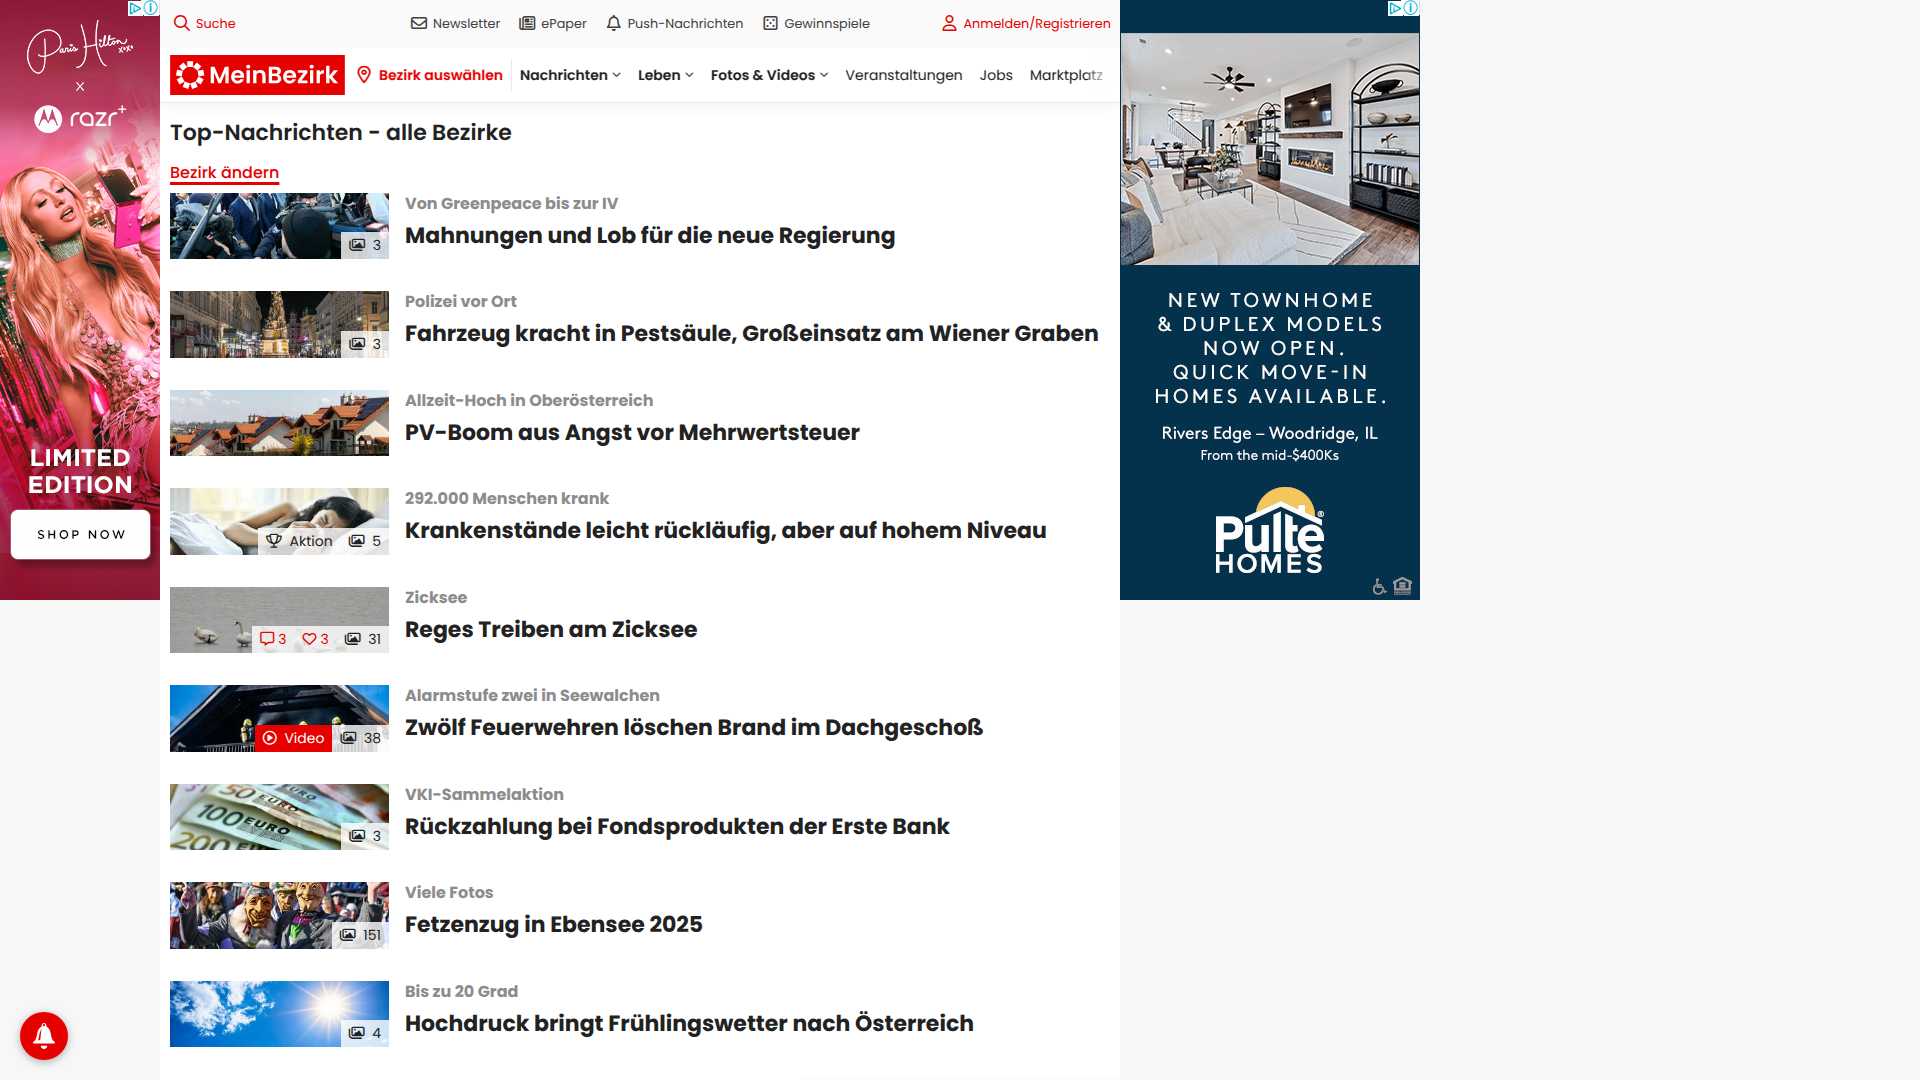 Suche
Newsletter
ePaper
Push-Nachrichten
Gewinnspiele
Anmelden/Registrieren
MeinBezirk
Bezirk auswählen
Nachrichten
Leben
Fotos & Videos
Veranstaltungen
Jobs
Marktplatz
Top-Nachrichten - alle Bezirke
Bezirk ändern
3
Von Greenpeace bis zur IV
Mahnungen und Lob für die neue Regierung
3
Polizei vor Ort
Fahrzeug kracht in Pestsäule, Großeinsatz am Wiener Graben
Allzeit-Hoch in Oberösterreich
PV-Boom aus Angst vor Mehrwertsteuer
Aktion 5
292.000 Menschen krank
Krankenstände leicht rückläufig, aber auf hohem Niveau
3 3 31
Zicksee
Reges Treiben am Zicksee
Video 38
Alarmstufe zwei in Seewalchen
Zwölf Feuerwehren löschen Brand im Dachgeschoß
50 EURO
100 EURO
200
3
VKI-Sammelaktion
Rückzahlung bei Fondsprodukten der Erste Bank
151
Viele Fotos
Fetzenzug in Ebensee 2025
4
Bis zu 20 Grad
Hochdruck bringt Frühlingswetter nach Österreich
Paris Hilton
xoxo
X
razr+
LIMITED
EDITION
SHOP NOW
NEW TOWNHOME
& DUPLEX MODELS
NOW OPEN.
QUICK MOVE-IN
HOMES AVAILABLE.
Rivers Edge – Woodridge, IL
From the mid-$400Ks
Pulte®
HOMES